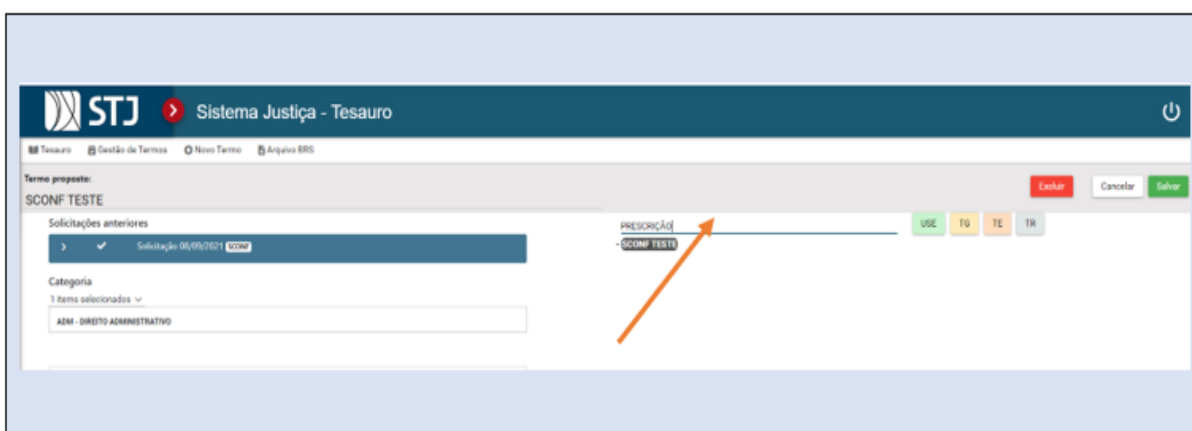 STJ Sistema Justiça - Tesauro
Tesauro Gestão de Termos Novo Termo Arquivo BRS
Termo proposto:
SCONF TESTE
Excluir Cancelar Salvar
Solicitações anteriores
Solicitação 08/09/2021 SCONF
PRESCRIÇÃO
USE TG TE TR
- SCONF TESTE
Categoria
1 items selecionados
ADM - DIREITO ADMINISTRATIVO